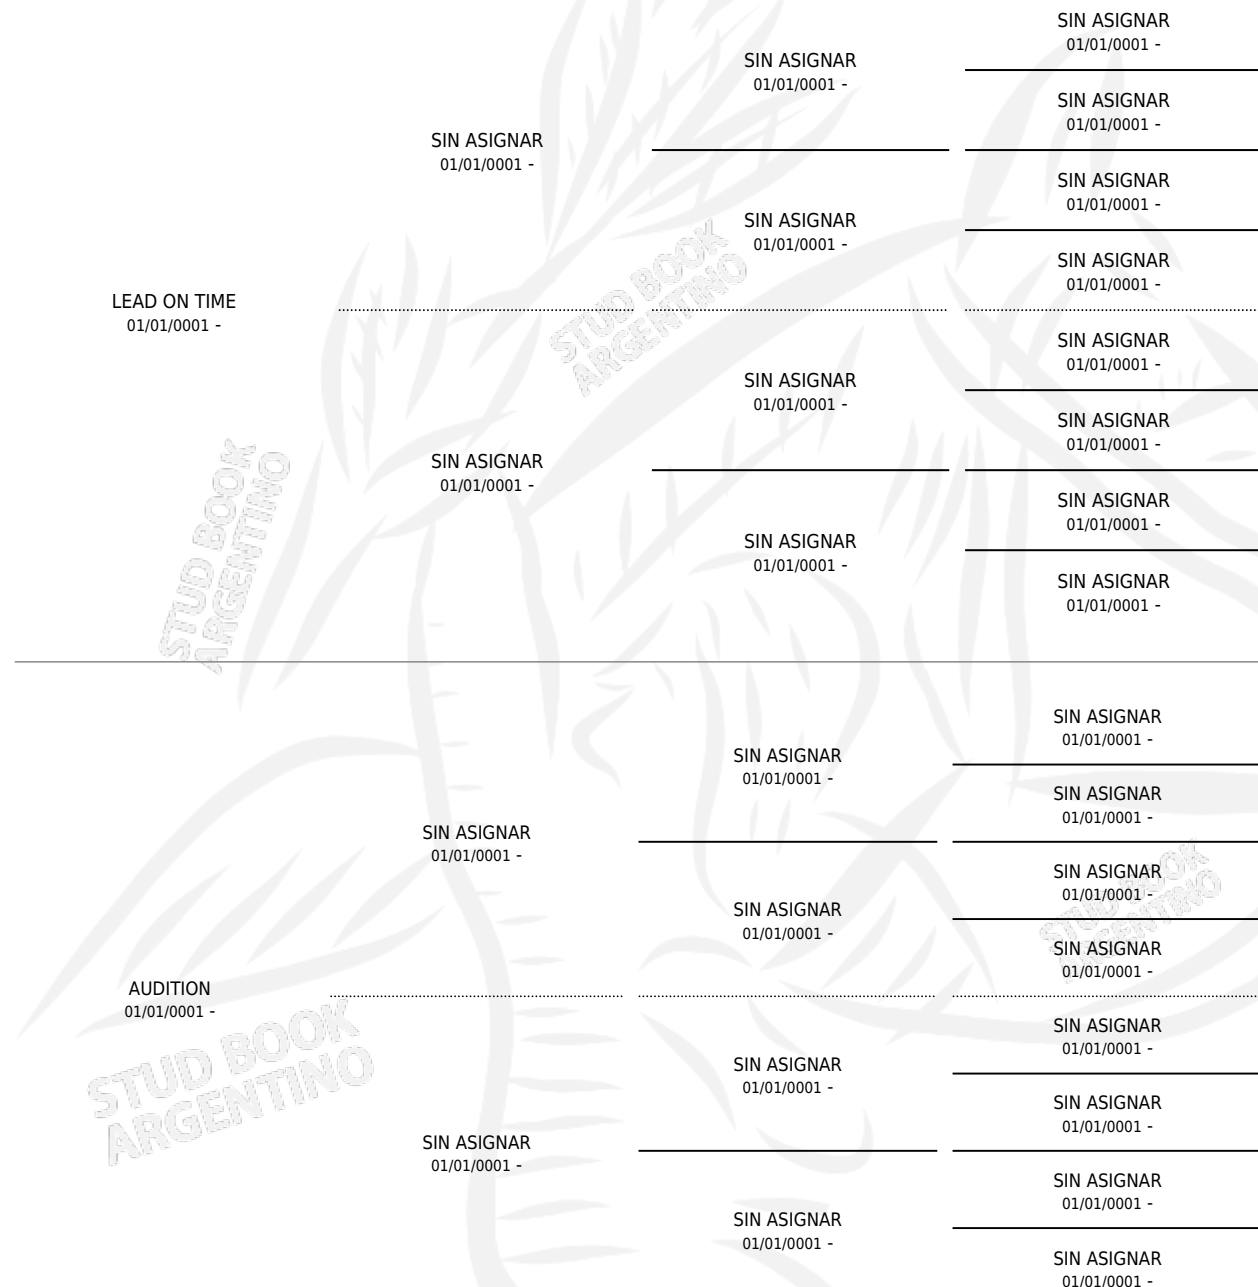 SIN ASIGNAR
01/01/0001 -
SIN ASIGNAR
01/01/0001 -
SIN ASIGNAR
01/01/0001 -
SIN ASIGNAR
01/01/0001 -
SIN ASIGNAR
01/01/0001 -
SIN ASIGNAR
01/01/0001 -
SIN ASIGNAR
01/01/0001 -
STUD BOOK
ARGENTINO
LEAD ON TIME
01/01/0001 -
SIN ASIGNAR
01/01/0001 -
SIN ASIGNAR
01/01/0001 -
SIN ASIGNAR
01/01/0001 -
SIN ASIGNAR
01/01/0001 -
SIN ASIGNAR
01/01/0001 -
SIN ASIGNAR
01/01/0001 -
SIN ASIGNAR
01/01/0001 -
STUD BOOK
ARGENTINO
SIN ASIGNAR
01/01/0001 -
SIN ASIGNAR
01/01/0001 -
SIN ASIGNAR
01/01/0001 -
SIN ASIGNAR
01/01/0001 -
SIN ASIGNAR
01/01/0001 -
SIN ASIGNAR
01/01/0001 -
SIN ASIGNAR
01/01/0001 -
STUD BOOK
ARGENTINO
AUDITION
01/01/0001 -
STUD BOOK
ARGENTINO
SIN ASIGNAR
01/01/0001 -
SIN ASIGNAR
01/01/0001 -
SIN ASIGNAR
01/01/0001 -
SIN ASIGNAR
01/01/0001 -
SIN ASIGNAR
01/01/0001 -
SIN ASIGNAR
01/01/0001 -
SIN ASIGNAR
01/01/0001 -